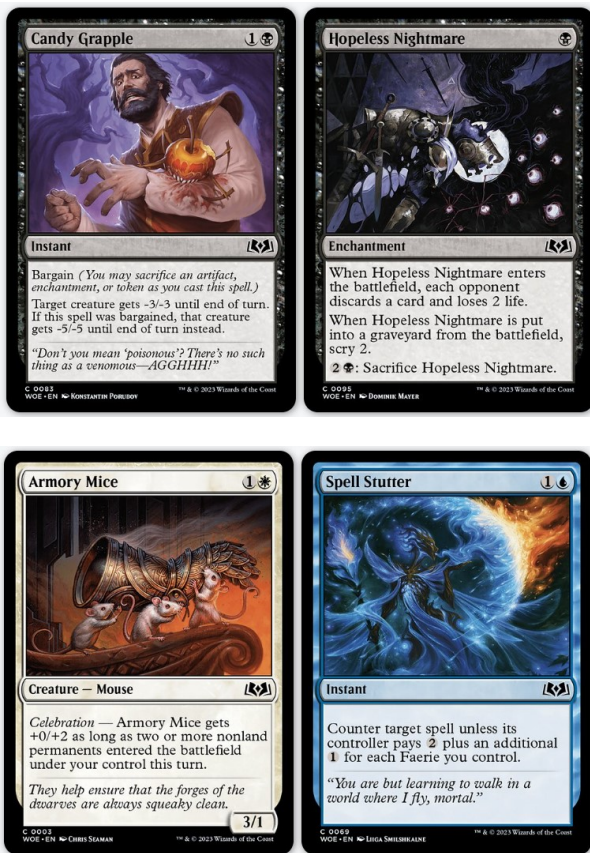 Candy Grapple 1
Instant
Bargain (You may sacrifice an artifact,
enchantment, or token as you cast this spell.)
Target creature gets -3/-3 until end of turn.
If this spell was bargained, that creature
gets -5/-5 until end of turn instead.
"Don't you mean 'poisonous'? There's no such
thing as a venomous—AGGHHH!"
C 0083
WOE • EN KONSTANTIN PORUBOV
™ & © 2023 Wizards of the Coast
Hopeless Nightmare
Enchantment
When Hopeless Nightmare enters
the battlefield, each opponent
discards a card and loses 2 life.
When Hopeless Nightmare is put
into a graveyard from the battlefield,
scry 2.
2 : Sacrifice Hopeless Nightmare.
C 0095
WOE • EN DOMINIK MAYER
™ & © 2023 Wizards of the Coast
Armory Mice 1
Creature — Mouse
Celebration — Armory Mice gets
+0/+2 as long as two or more nonland
permanents entered the battlefield
under your control this turn.
They help ensure that the forges of the
dwarves are always squeaky clean.
3/1
C 0003
WOE • EN CHRIS SEAMAN
™ & © 2023 Wizards of the Coast
Spell Stutter 1
Instant
Counter target spell unless its
controller pays 2 plus an additional
1 for each Faerie you control.
"You are but learning to walk in a
world where I fly, mortal."
C 0069
WOE • EN LIIGA SMILSHKALNE
™ & © 2023 Wizards of the Coast